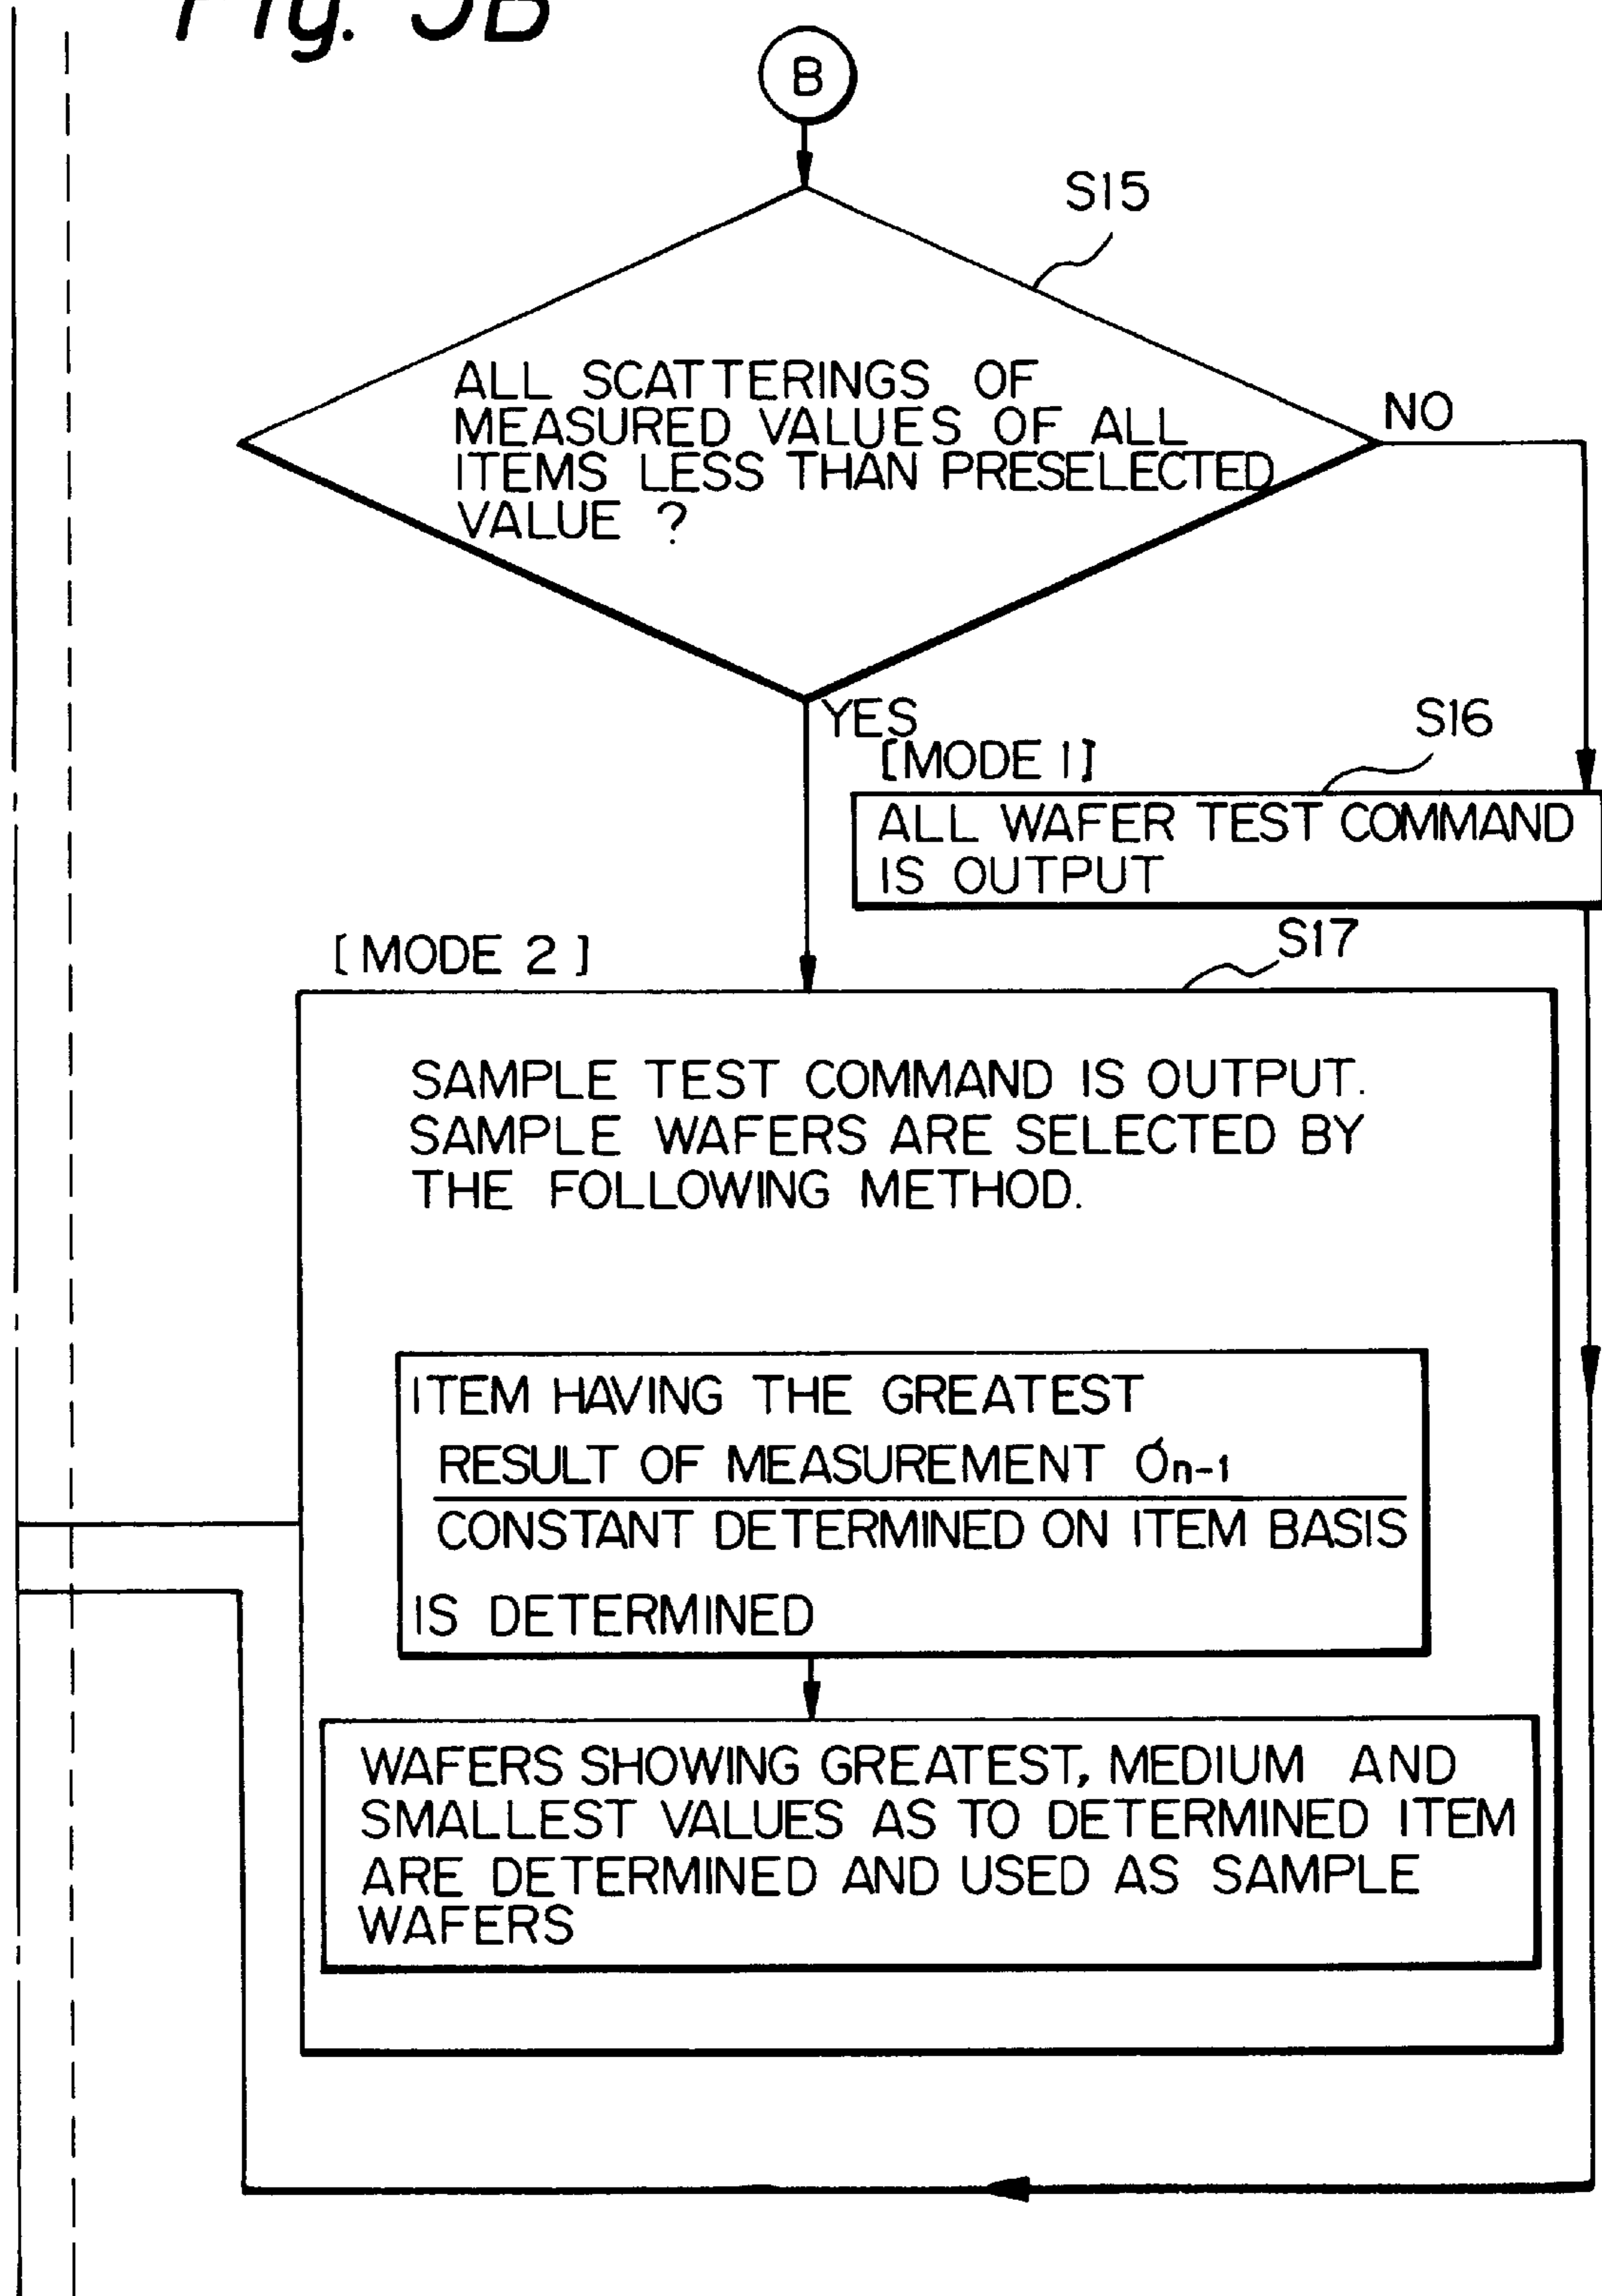 B
S15
ALL SCATTERINGS OF
MEASURED VALUES OF ALL
ITEMS LESS THAN PRESELECTED
VALUE ?
NO
YES
[MODE 1]
S16
ALL WAFER TEST COMMAND
IS OUTPUT
[MODE 2]
S17
SAMPLE TEST COMMAND IS OUTPUT.
SAMPLE WAFERS ARE SELECTED BY
THE FOLLOWING METHOD.
ITEM HAVING THE GREATEST
RESULT OF MEASUREMENT σn-1
CONSTANT DETERMINED ON ITEM BASIS
IS DETERMINED
WAFERS SHOWING GREATEST, MEDIUM AND
SMALLEST VALUES AS TO DETERMINED ITEM
ARE DETERMINED AND USED AS SAMPLE
WAFERS